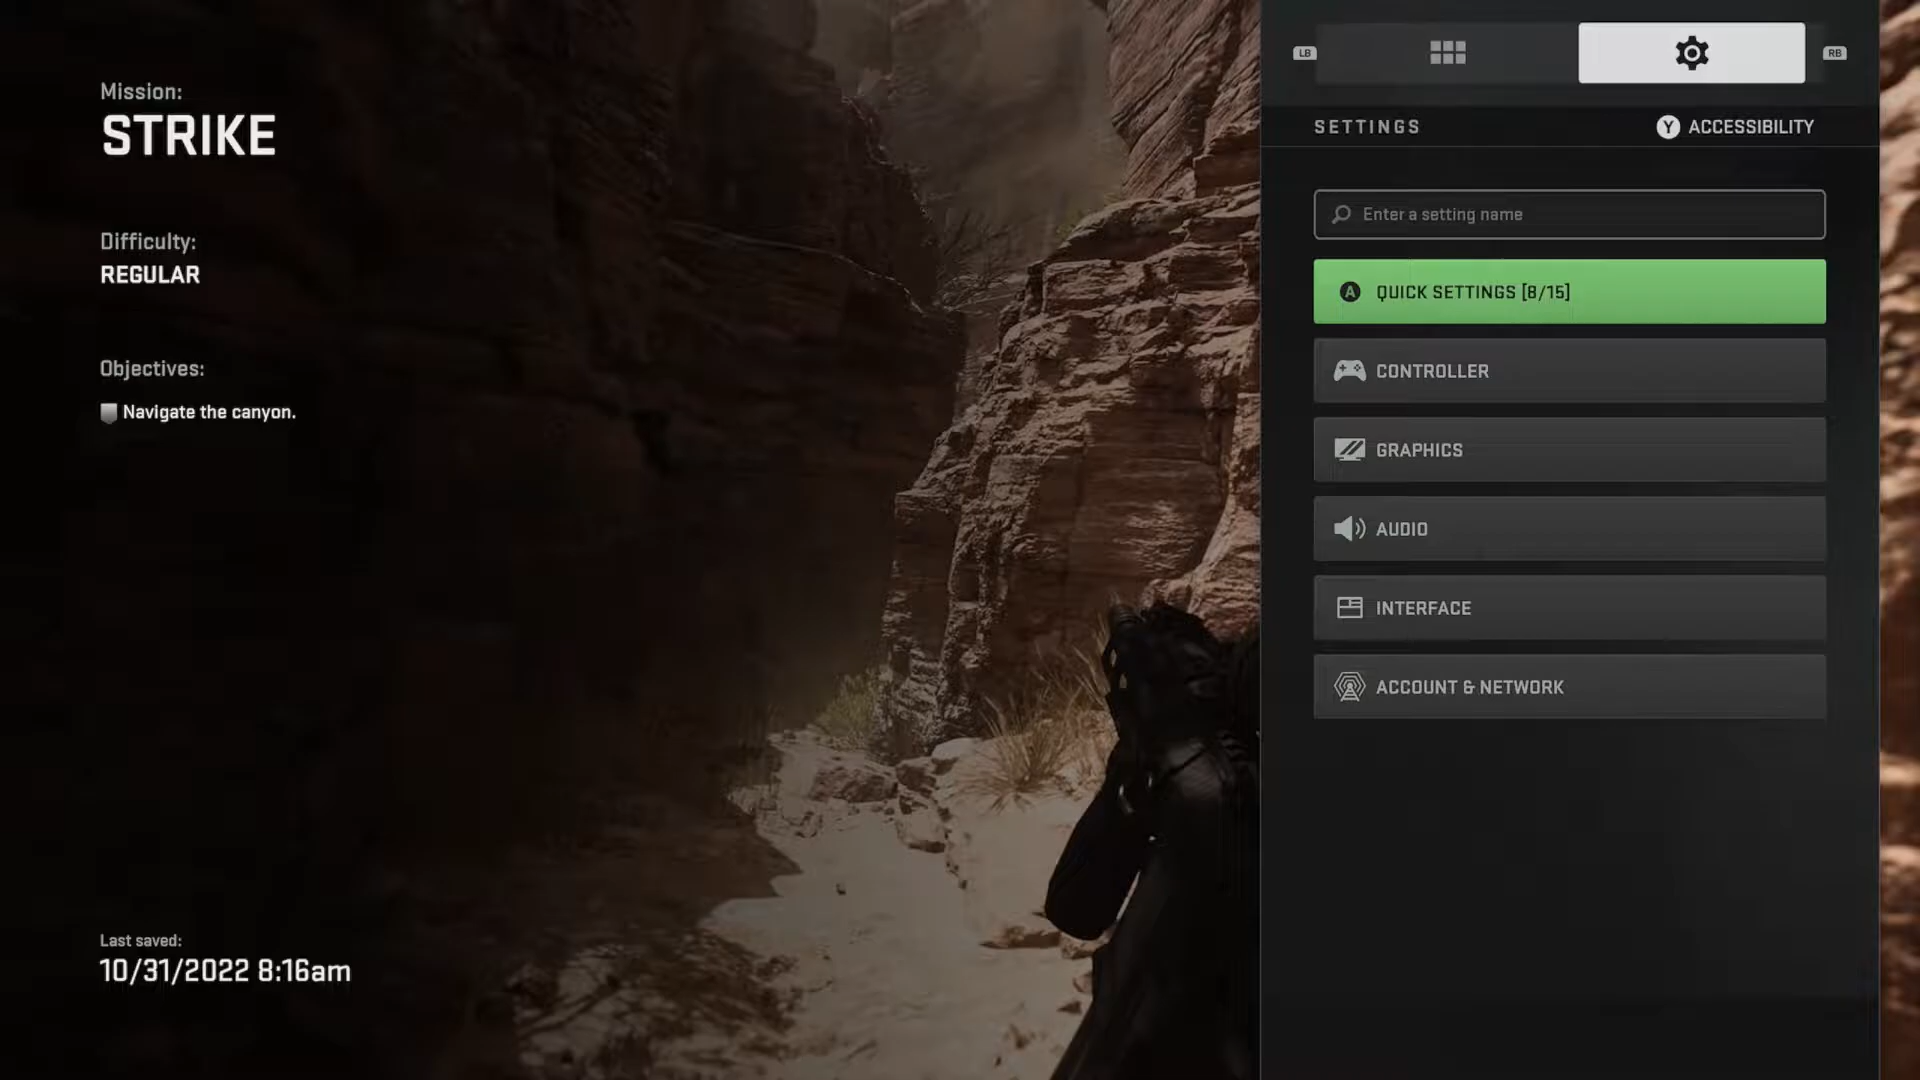 Mission:
STRIKE
Difficulty:
REGULAR
Objectives:
Navigate the canyon.
Last saved:
10/31/2022 8:16am
LB
RB
SETTINGS
Y ACCESSIBILITY
Enter a setting name
A QUICK SETTINGS [8/15]
CONTROLLER
GRAPHICS
AUDIO
INTERFACE
ACCOUNT & NETWORK